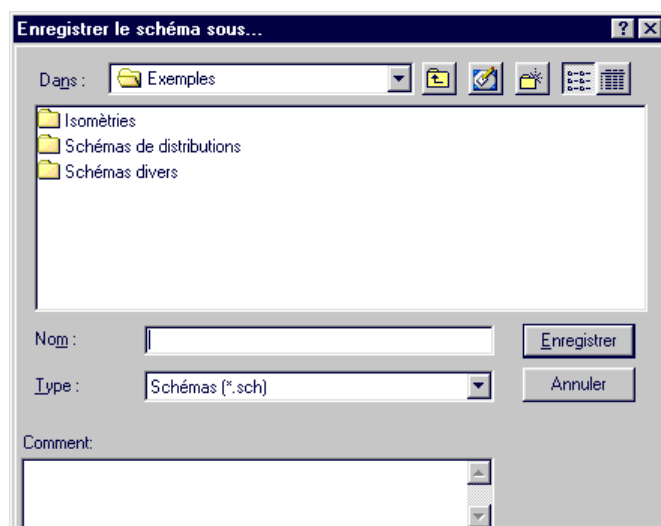 Enregistrer le schéma sous...
Dans : Exemples
Isomètries
Schémas de distributions
Schémas divers
Nom :
Enregistrer
Type : Schémas (*.sch)
Annuler
Comment: